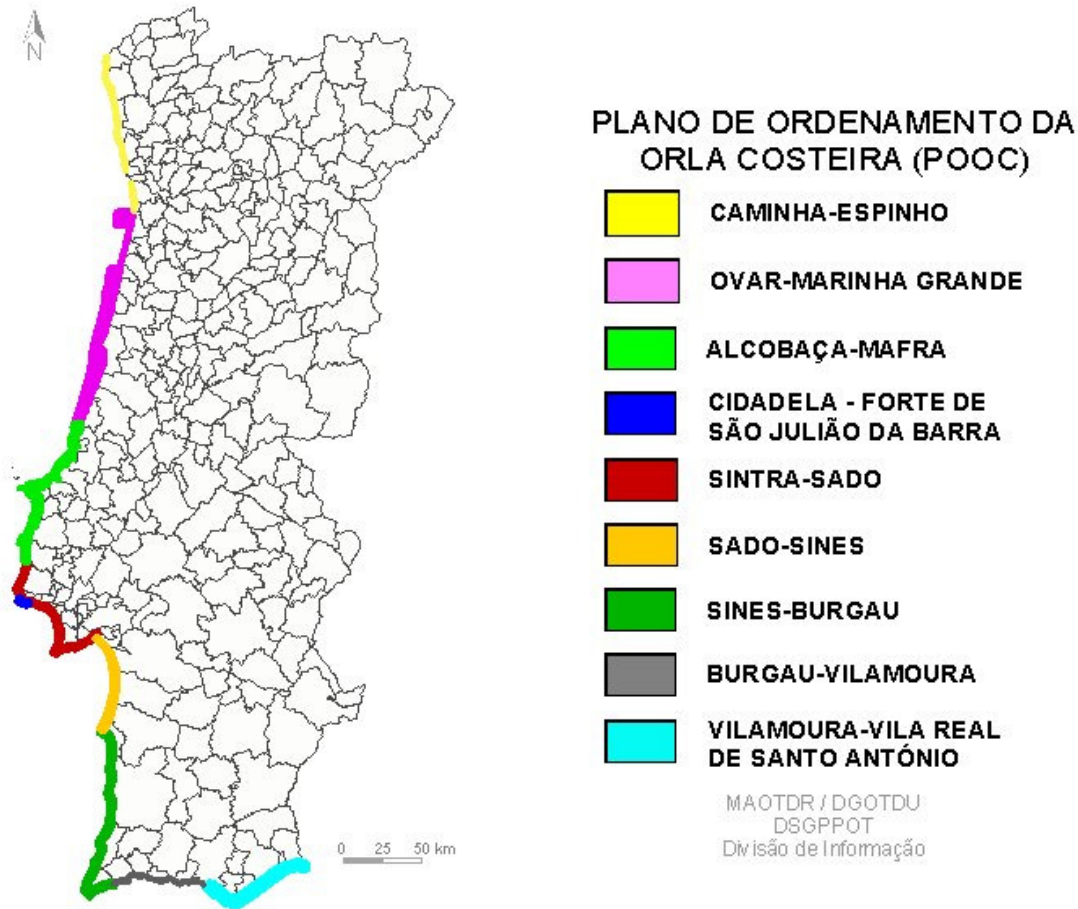 N
PLANO DE ORDENAMENTO DA
ORLA COSTEIRA (POOC)
CAMINHA-ESPINHO
OVAR-MARINHA GRANDE
ALCOBAÇA-MAFRA
CIDADELA - FORTE DE
SÃO JULIÃO DA BARRA
SINTRA-SADO
SADO-SINES
SINES-BURGAU
BURGAU-VILAMOURA
VILAMOURA-VILA REAL
DE SANTO ANTÓNIO
MAOTDR / DGOTDU
DSGPPOT
Divisão de Informação
0 25 50 km